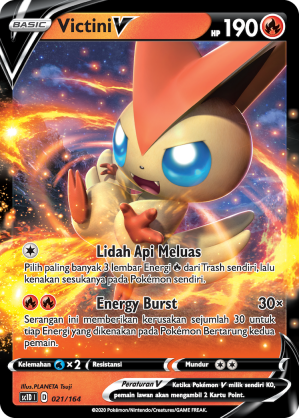 BASIC Victini V HP 190
Lidah Api Meluas
Pilih paling banyak 3 lembar Energi dari Trash sendiri, lalu
kenakan sesukanya pada Pokémon sendiri.
Energy Burst 30×
Serangan ini memberikan kerusakan sejumlah 30 untuk
tiap Energi yang dikenakan pada Pokémon Bertarung kedua
pemain.
Kelemahan ×2 Resistansi Mundur
Illus. PLANETA Tsuji
Peraturan V Ketika Pokémon V milik sendiri KO,
pemain lawan akan mengambil 2 Kartu Point.
sc1D I D 021/164
©2020 Pokémon/Nintendo/Creatures/GAME FREAK.